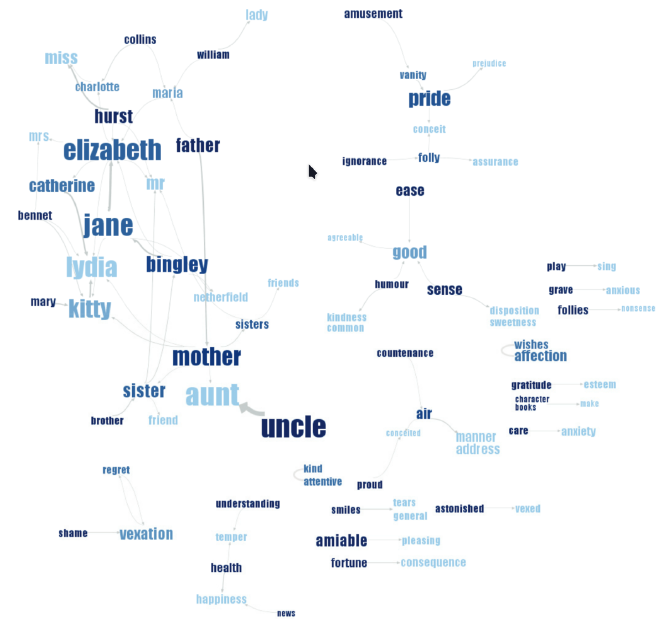 lady
amusement
collins
miss
william
prejudice
charlotte
maria
vanity
pride
hurst
conceit
mrs.
elizabeth
father
ignorance
folly
assurance
catherine
mr
ease
bennet
jane
agreeably
good
lydia
bingley
play
sing
humour
sense
grave
anxious
mary
kitty
netherfield
friends
follies
nonsense
kindness
common
disposition
sweetness
sisters
wishes
affection
mother
countenance
sister
aunt
gratitude
esteem
character
books
make
brother
friend
uncle
air
conceited
manner
address
care
anxiety
regret
kind
attentive
proud
understanding
smiles
tears
general
astonished
vexed
shame
vexation
temper
amiable
pleasing
health
fortune
consequence
happiness
news